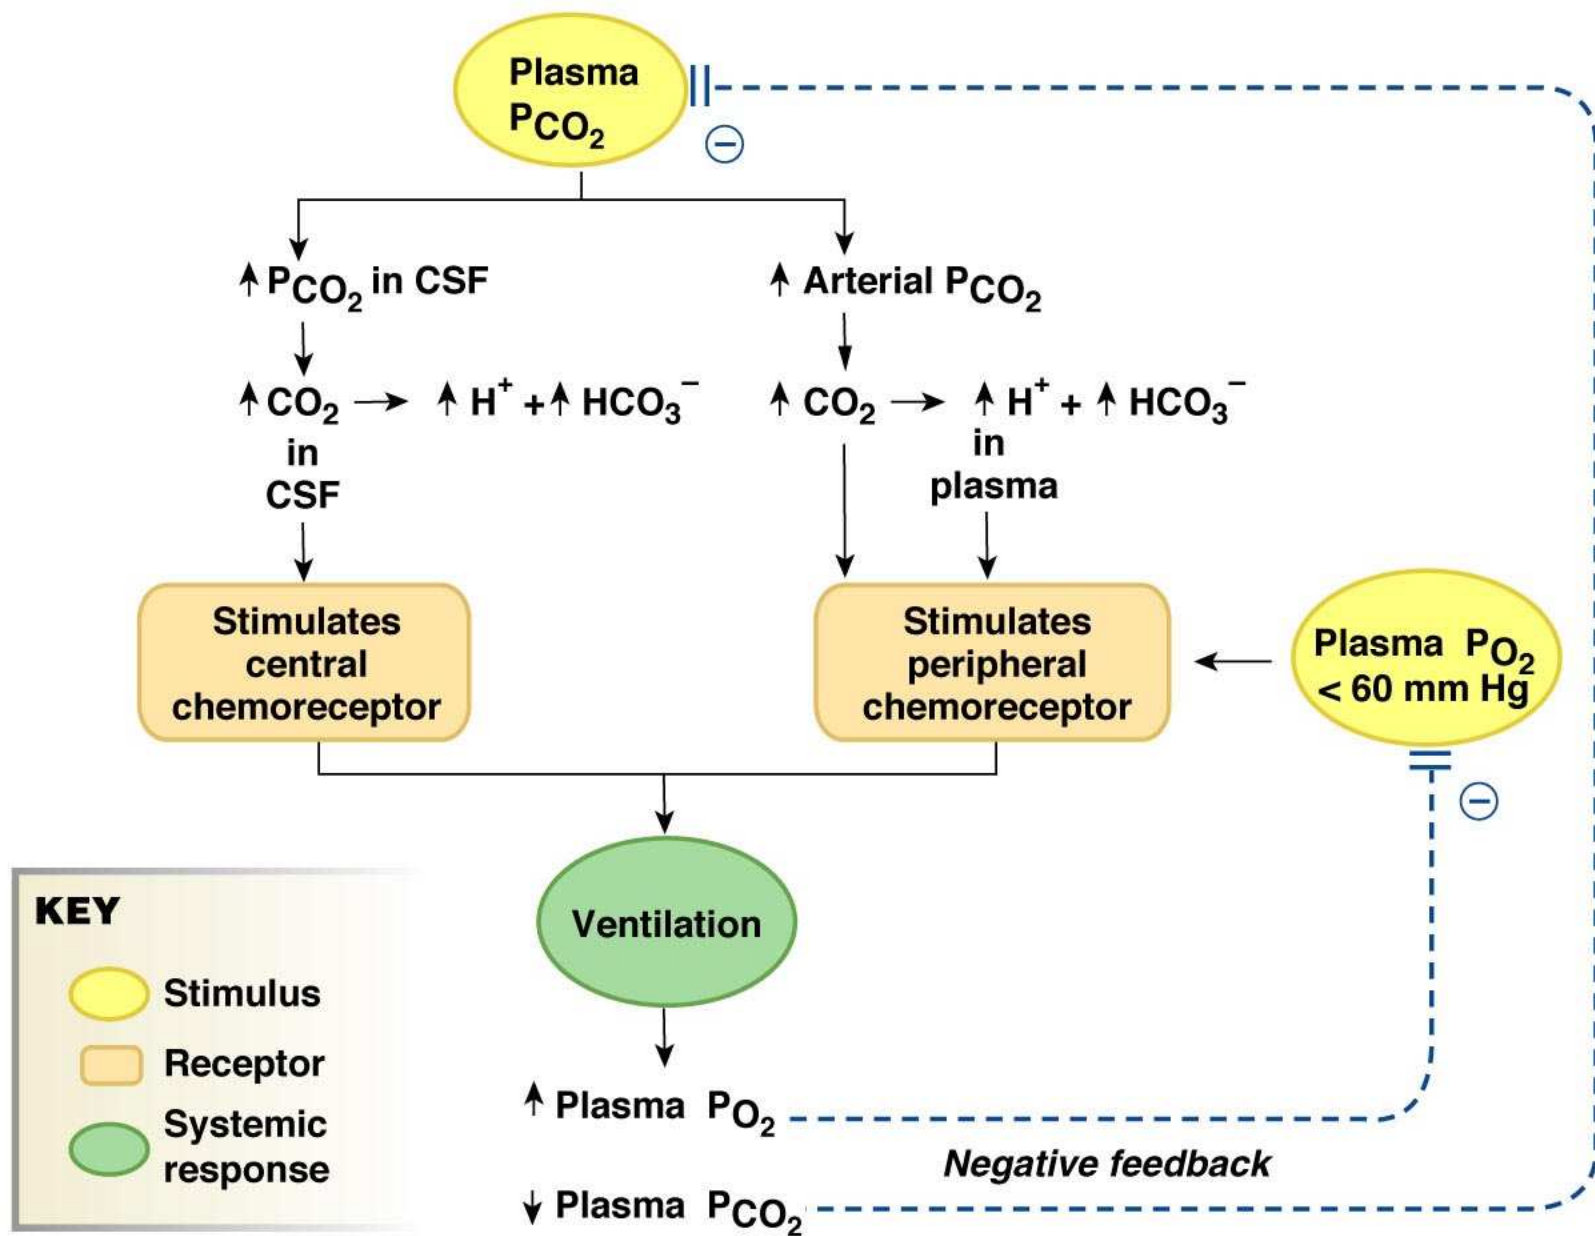 Plasma
PCO₂
↑ PCO₂ in CSF
↑ Arterial PCO₂
↑ CO₂ → ↑ H⁺ + ↑ HCO₃⁻
in
CSF
↑ CO₂ → ↑ H⁺ + ↑ HCO₃⁻
in
plasma
Stimulates
central
chemoreceptor
Stimulates
peripheral
chemoreceptor
Plasma PO₂
< 60 mm Hg
Ventilation
↑ Plasma PO₂
Negative feedback
↓ Plasma PCO₂
KEY
Stimulus
Receptor
Systemic
response